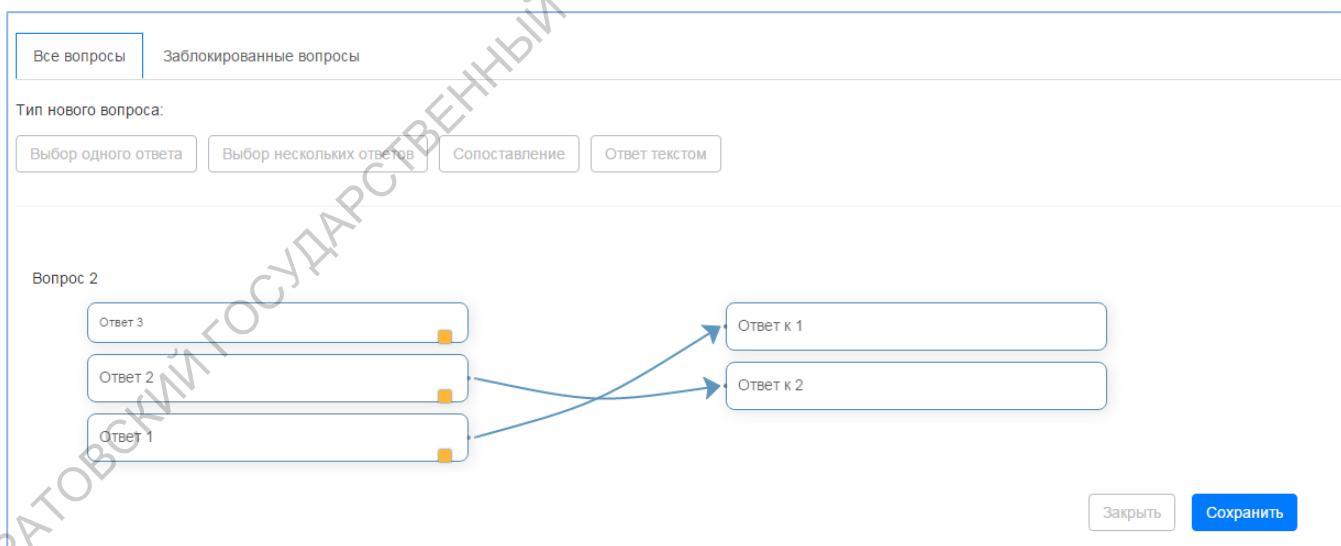 Все вопросы Заблокированные вопросы
Тип нового вопроса:
Выбор одного ответа Выбор нескольких ответов Сопоставление Ответ текстом
Вопрос 2
Ответ 3
Ответ к 1
Ответ 2
Ответ к 2
Ответ 1
Закрыть Сохранить
РАТОВСКИЙ ГОСУДАРСТВЕННЫЙ